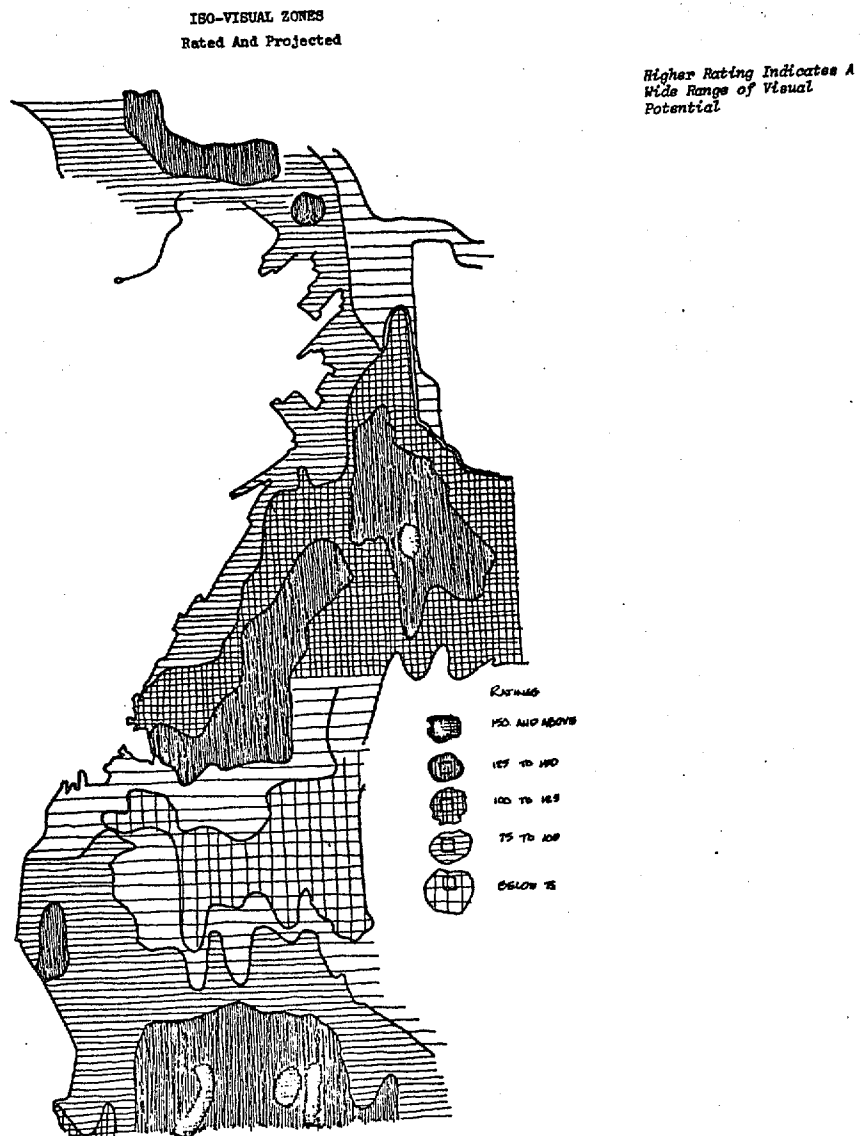 ISO-VISUAL ZONES
Rated And Projected
Higher Rating Indicates A
Wide Range of Visual
Potential
RATINGS
150 AND ABOVE
125 TO 150
100 TO 125
75 TO 100
BELOW 75